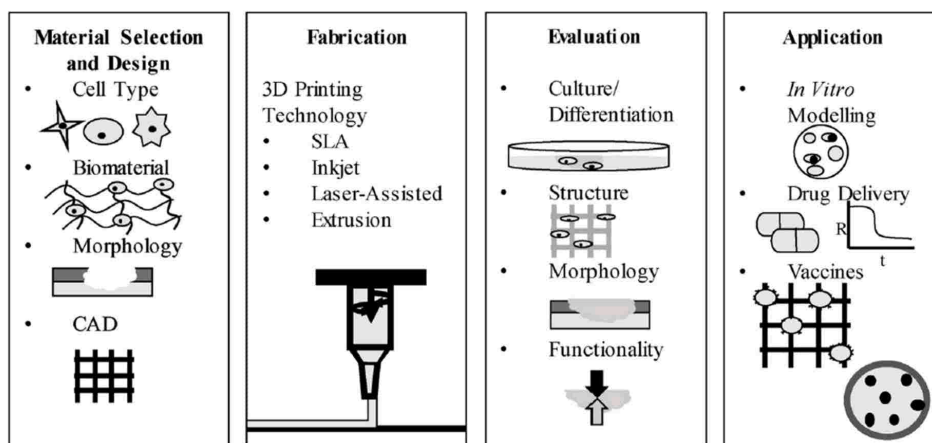 Material Selection
and Design
• Cell Type
• Biomaterial
• Morphology
• CAD
Fabrication
3D Printing
Technology
• SLA
• Inkjet
• Laser-Assisted
• Extrusion
Evaluation
• Culture/
Differentiation
• Structure
• Morphology
• Functionality
Application
• In Vitro
Modelling
• Drug Delivery
R
t
• Vaccines